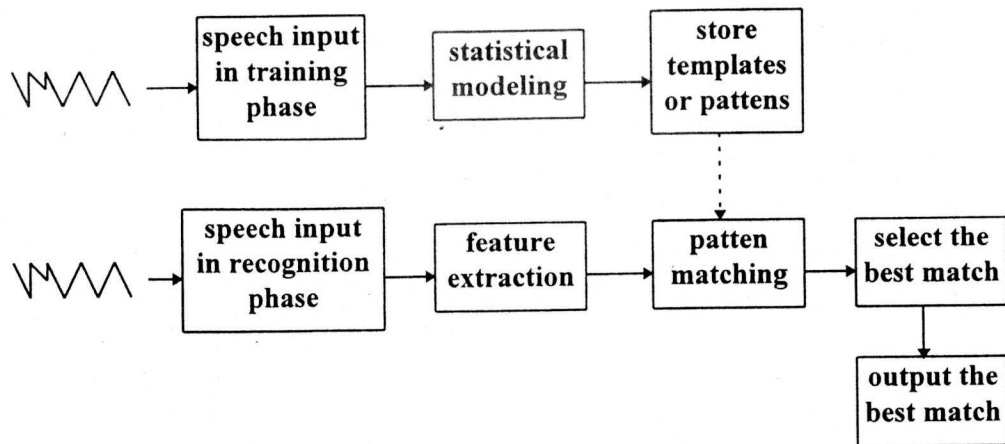 speech input
in training
phase
statistical
modeling
store
templates
or pattens
speech input
in recognition
phase
feature
extraction
patten
matching
select the
best match
output the
best match